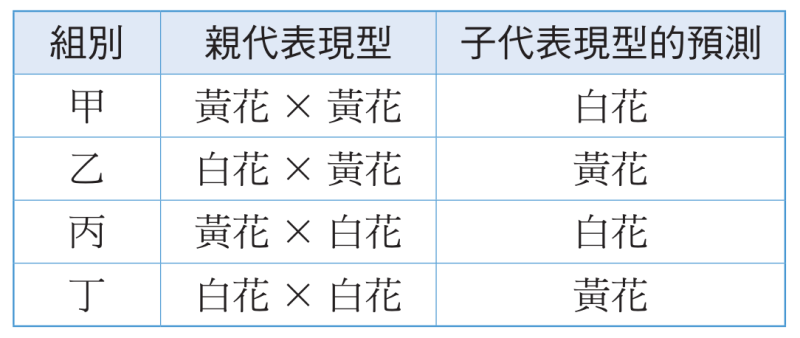 組別 親代表現型 子代表現型的預測
甲 黃花 × 黃花 白花
乙 白花 × 黃花 黃花
丙 黃花 × 白花 白花
丁 白花 × 白花 黃花